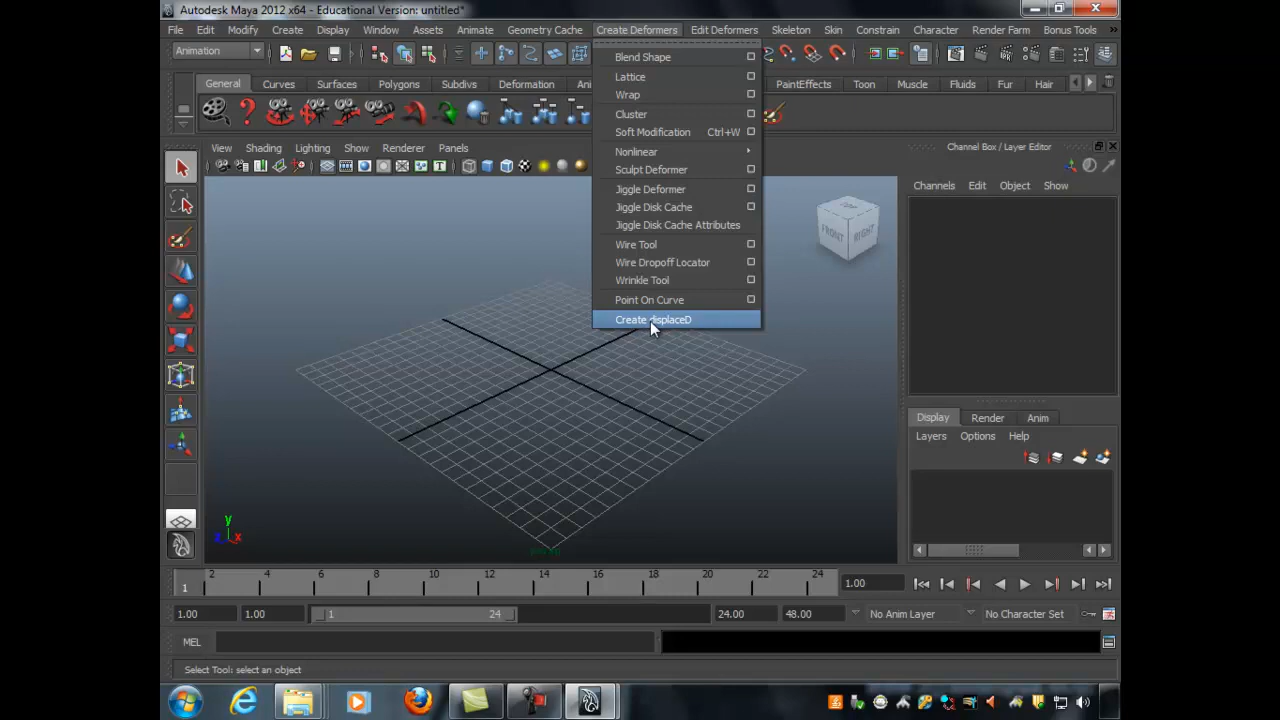 Autodesk Maya 2012 x64 - Educational Version: untitled*
File Edit Modify Create Display Window Assets Animate Geometry Cache Create Deformers Edit Deformers Skeleton Skin Constrain Character Render Farm Bonus Tools
Animation
General Curves Surfaces Polygons Subdivs Deformation PaintEffects Toon Muscle Fluids Fur Hair
Blend Shape
Lattice
Wrap
Cluster
Soft Modification Ctrl+W
Nonlinear
Sculpt Deformer
Jiggle Deformer
Jiggle Disk Cache
Jiggle Disk Cache Attributes
Wire Tool
Wire Dropoff Locator
Wrinkle Tool
Point On Curve
Create displaceD
View Shading Lighting Show Renderer Panels
TOP
FRONT RIGHT
Channel Box / Layer Editor
Channels Edit Object Show
Display Render Anim
Layers Options Help
y
z x
persp
2 4 6 8 10 12 14 16 18 20 22 24
1
1.00
1.00 1.00 1 24 24.00 48.00 No Anim Layer No Character Set
MEL
Select Tool: select an object